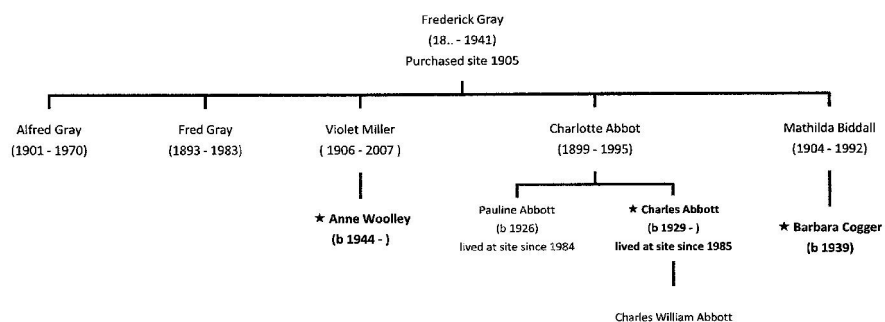 Frederick Gray
(18.. - 1941)
Purchased site 1905
Alfred Gray
(1901 - 1970)
Fred Gray
(1893 - 1983)
Violet Miller
( 1906 - 2007 )
Charlotte Abbot
(1899 - 1995)
Mathilda Biddall
(1904 - 1992)
★ Anne Woolley
(b 1944 - )
Pauline Abbott
(b 1926)
lived at site since 1984
★ Charles Abbott
(b 1929 - )
lived at site since 1985
★ Barbara Cogger
(b 1939)
Charles William Abbott